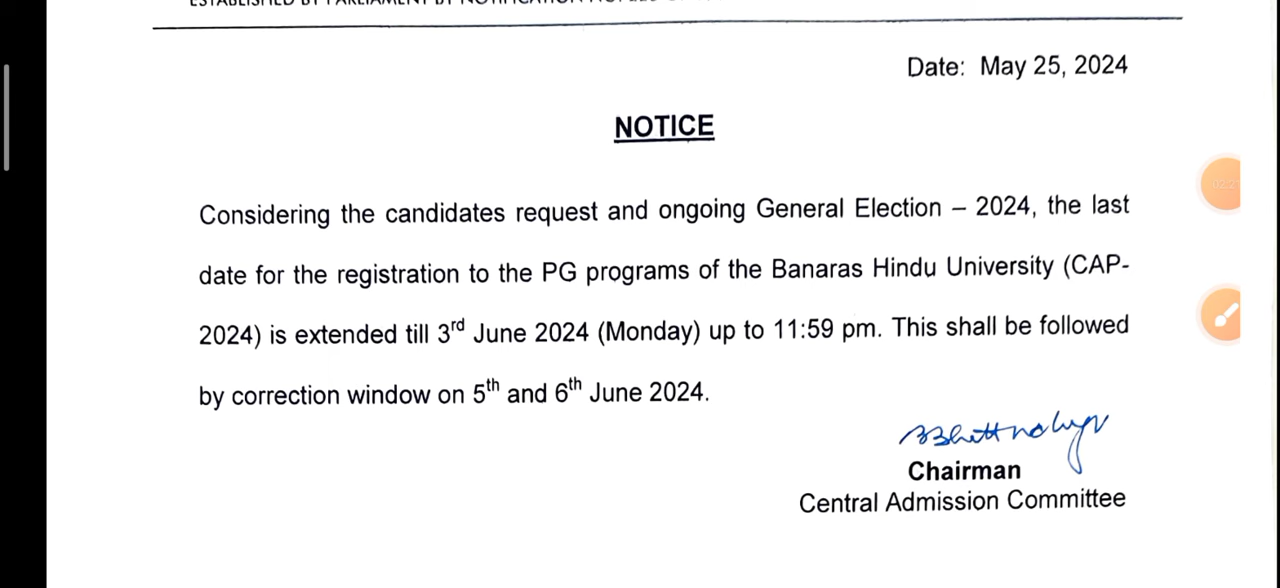 Date: May 25, 2024
NOTICE
Considering the candidates request and ongoing General Election – 2024, the last
date for the registration to the PG programs of the Banaras Hindu University (CAP-
2024) is extended till 3rd June 2024 (Monday) up to 11:59 pm. This shall be followed
by correction window on 5th and 6th June 2024.
Chairman
Central Admission Committee